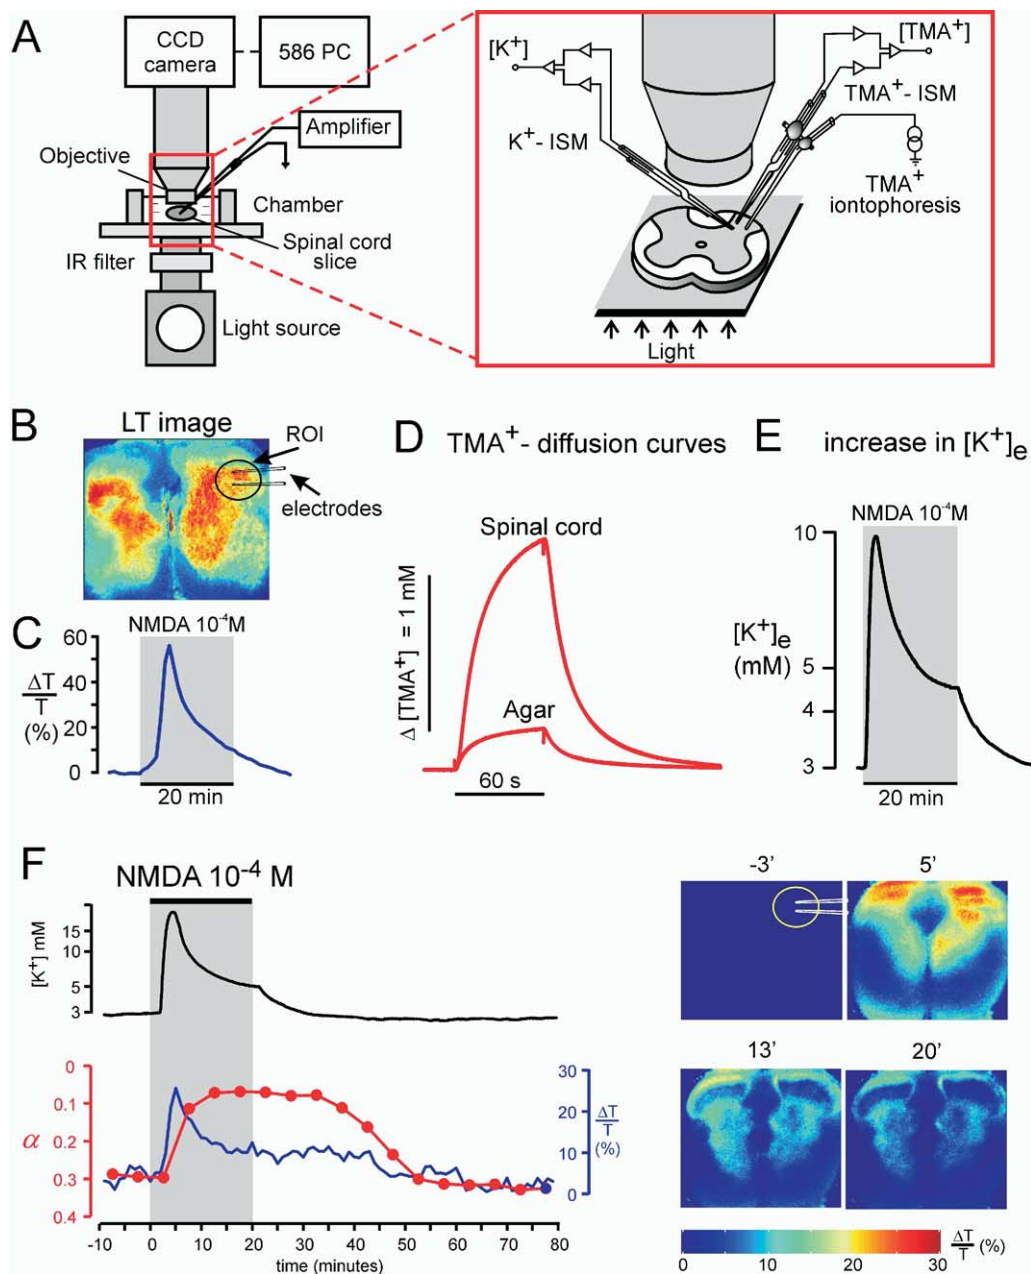 A
CCD
camera
586 PC
Amplifier
Objective
Chamber
Spinal cord
slice
IR filter
Light source
[K+]
[TMA+]
TMA+- ISM
K+- ISM
TMA+
iontophoresis
Light
B
LT image
ROI
electrodes
C
NMDA 10-4M
60
40
20
0
ΔT
T
(%)
20 min
D
TMA+- diffusion curves
Spinal cord
Δ [TMA+] = 1 mM
Agar
60 s
E
increase in [K+]e
NMDA 10-4M
10
[K+]e
(mM)
5
4
3
20 min
F
NMDA 10-4 M
[K+] mM
15
10
5
3
0
0.1
0.2
0.3
0.4
α
30
20
10
0
ΔT
T
(%)
-10 0 10 20 30 40 50 60 70 80
time (minutes)
-3'
5'
13'
20'
0 10 20 30
ΔT
T
(%)